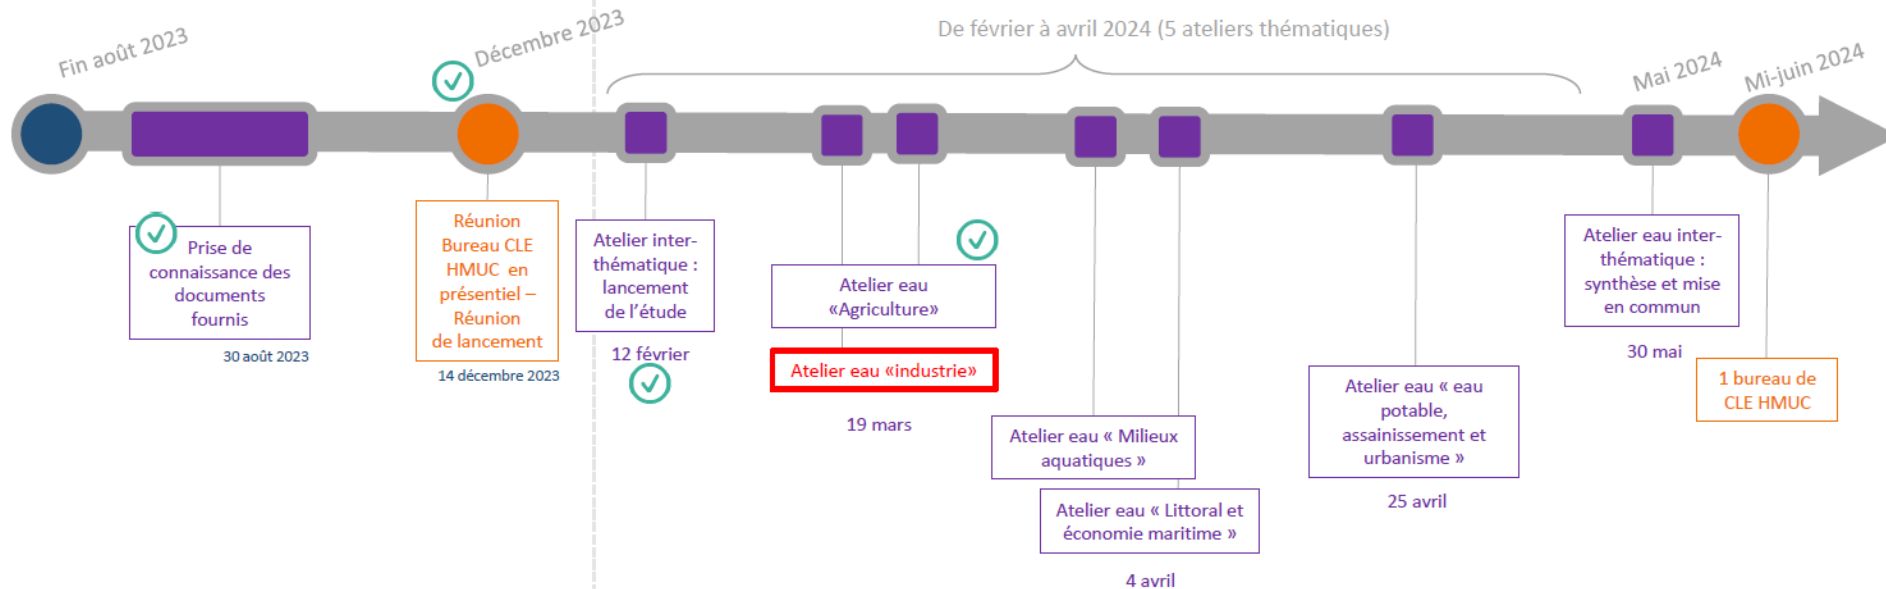 Fin août 2023
Décembre 2023
De février à avril 2024 (5 ateliers thématiques)
Mai 2024
Mi-juin 2024
Prise de
connaissance des
documents
fournis
30 août 2023
Réunion
Bureau CLE
HMUC en
présentiel –
Réunion
de lancement
14 décembre 2023
Atelier inter-
thématique :
lancement
de l'étude
12 février
Atelier eau
«Agriculture»
Atelier eau «industrie»
19 mars
Atelier eau « Milieux
aquatiques »
Atelier eau « Littoral et
économie maritime »
4 avril
Atelier eau « eau
potable,
assainissement et
urbanisme »
25 avril
Atelier eau inter-
thématique :
synthèse et mise
en commun
30 mai
1 bureau de
CLE HMUC